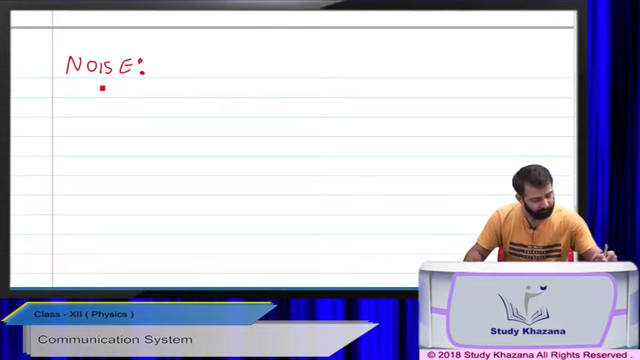 NOISE:
Study Khazana
Class - XII ( Physics )
Communication System
© 2018 Study Khazana All Rights Reserved.